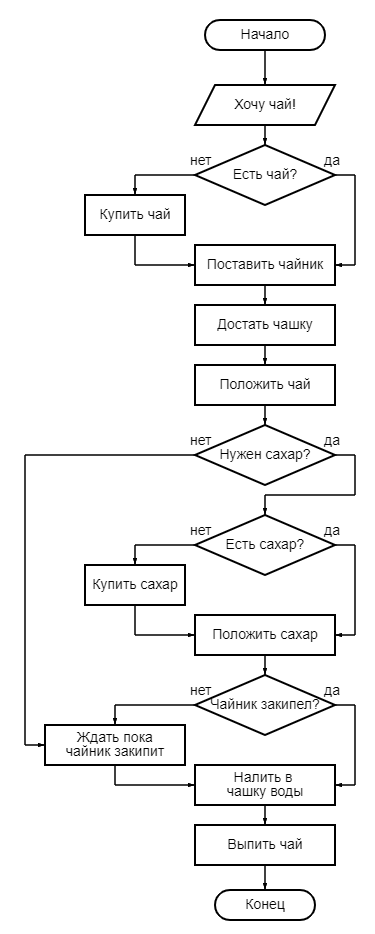 Начало
Хочу чай!
нет
да
Есть чай?
Купить чай
Поставить чайник
Достать чашку
Положить чай
нет
да
Нужен сахар?
нет
да
Есть сахар?
Купить сахар
Положить сахар
нет
да
Чайник закипел?
Ждать пока
чайник закипит
Налить в
чашку воды
Выпить чай
Конец